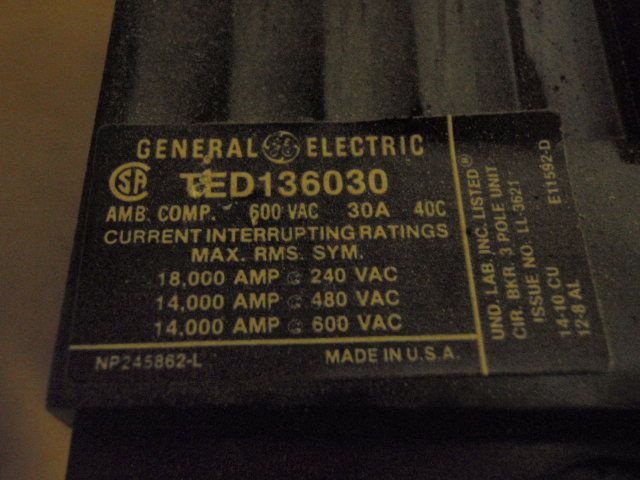 GENERAL GE ELECTRIC
SA TED136030
AMB. COMP. 600 VAC 30A 40C
CURRENT INTERRUPTING RATINGS
MAX. RMS. SYM.
18,000 AMP @ 240 VAC
14,000 AMP @ 480 VAC
14,000 AMP @ 600 VAC
NP245862-L MADE IN U.S.A.
UND. LAB. INC. LISTED®
CIR. BKR. 3 POLE UNIT
ISSUE NO. LL-3621
14-10 CU E11592-D
12-8 AL